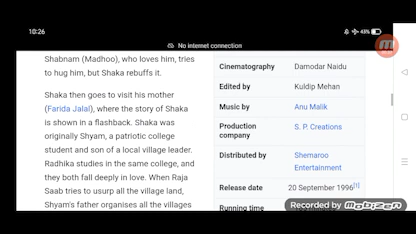 10:26
43%
No internet connection
Shabnam (Madhoo), who loves him, tries
to hug him, but Shaka rebuffs it.
Shaka then goes to visit his mother
(Farida Jalal), where the story of Shaka
is shown in a flashback. Shaka was
originally Shyam, a patriotic college
student and son of a local village leader.
Radhika studies in the same college, and
they both fall deeply in love. When Raja
Saab tries to usurp all the village land,
Shyam's father organises all the villages
Cinematography Damodar Naidu
Edited by Kuldip Mehan
Music by Anu Malik
Production S. P. Creations
company
Distributed by Shemaroo
Entertainment
Release date 20 September 1996[1]
Running time
Recorded by mobizen